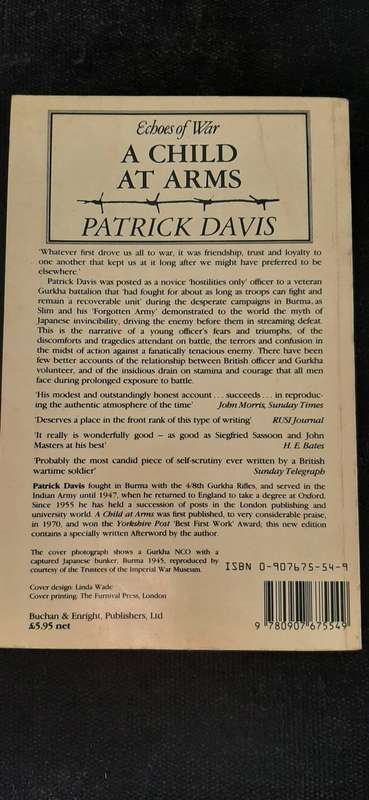 Echoes of War
A CHILD
AT ARMS
PATRICK DAVIS
'Whatever first drove us all to war, it was friendship, trust and loyalty to
one another that kept us at it long after we might have preferred to be
elsewhere.'
Patrick Davis was posted as a novice 'hostilities only' officer to a veteran
Gurkha battalion that 'had fought for about as long as troops can fight and
remain a recoverable unit' during the desperate campaigns in Burma, as
Slim and his 'Forgotten Army' demonstrated to the world the myth of
Japanese invincibility, driving the enemy before them in streaming defeat.
This is the narrative of a young officer's fears and triumphs, of the
discomforts and tragedies attendant on battle, the terrors and confusion in
the midst of action against a fanatically tenacious enemy. There have been
few better accounts of the relationship between British officer and Gurkha
volunteer, and of the insidious drain on stamina and courage that all men
face during prolonged exposure to battle.
'His modest and outstandingly honest account . . . succeeds . . . in reproduc-
ing the authentic atmosphere of the time' John Morris, Sunday Times
'Deserves a place in the front rank of this type of writing' RUSI Journal
'It really is wonderfully good – as good as Siegfried Sassoon and John
Masters at his best' H. E. Bates
'Probably the most candid piece of self-scrutiny ever written by a British
wartime soldier' Sunday Telegraph
Patrick Davis fought in Burma with the 4/8th Gurkha Rifles, and served in the
Indian Army until 1947, when he returned to England to take a degree at Oxford.
Since 1955 he has held a succession of posts in the London publishing and
university world. A Child at Arms was first published, to very considerable praise,
in 1970, and won the Yorkshire Post 'Best First Work' Award; this new edition
contains a specially written Afterword by the author.
The cover photograph shows a Gurkha NCO with a
captured Japanese bunker, Burma 1945, reproduced by
courtesy of the Trustees of the Imperial War Museum.
Cover design: Linda Wade
Cover printing: The Furnival Press, London
Buchan & Enright, Publishers, Ltd
£5.95 net
ISBN 0-907675-54-9
9 780907 675549